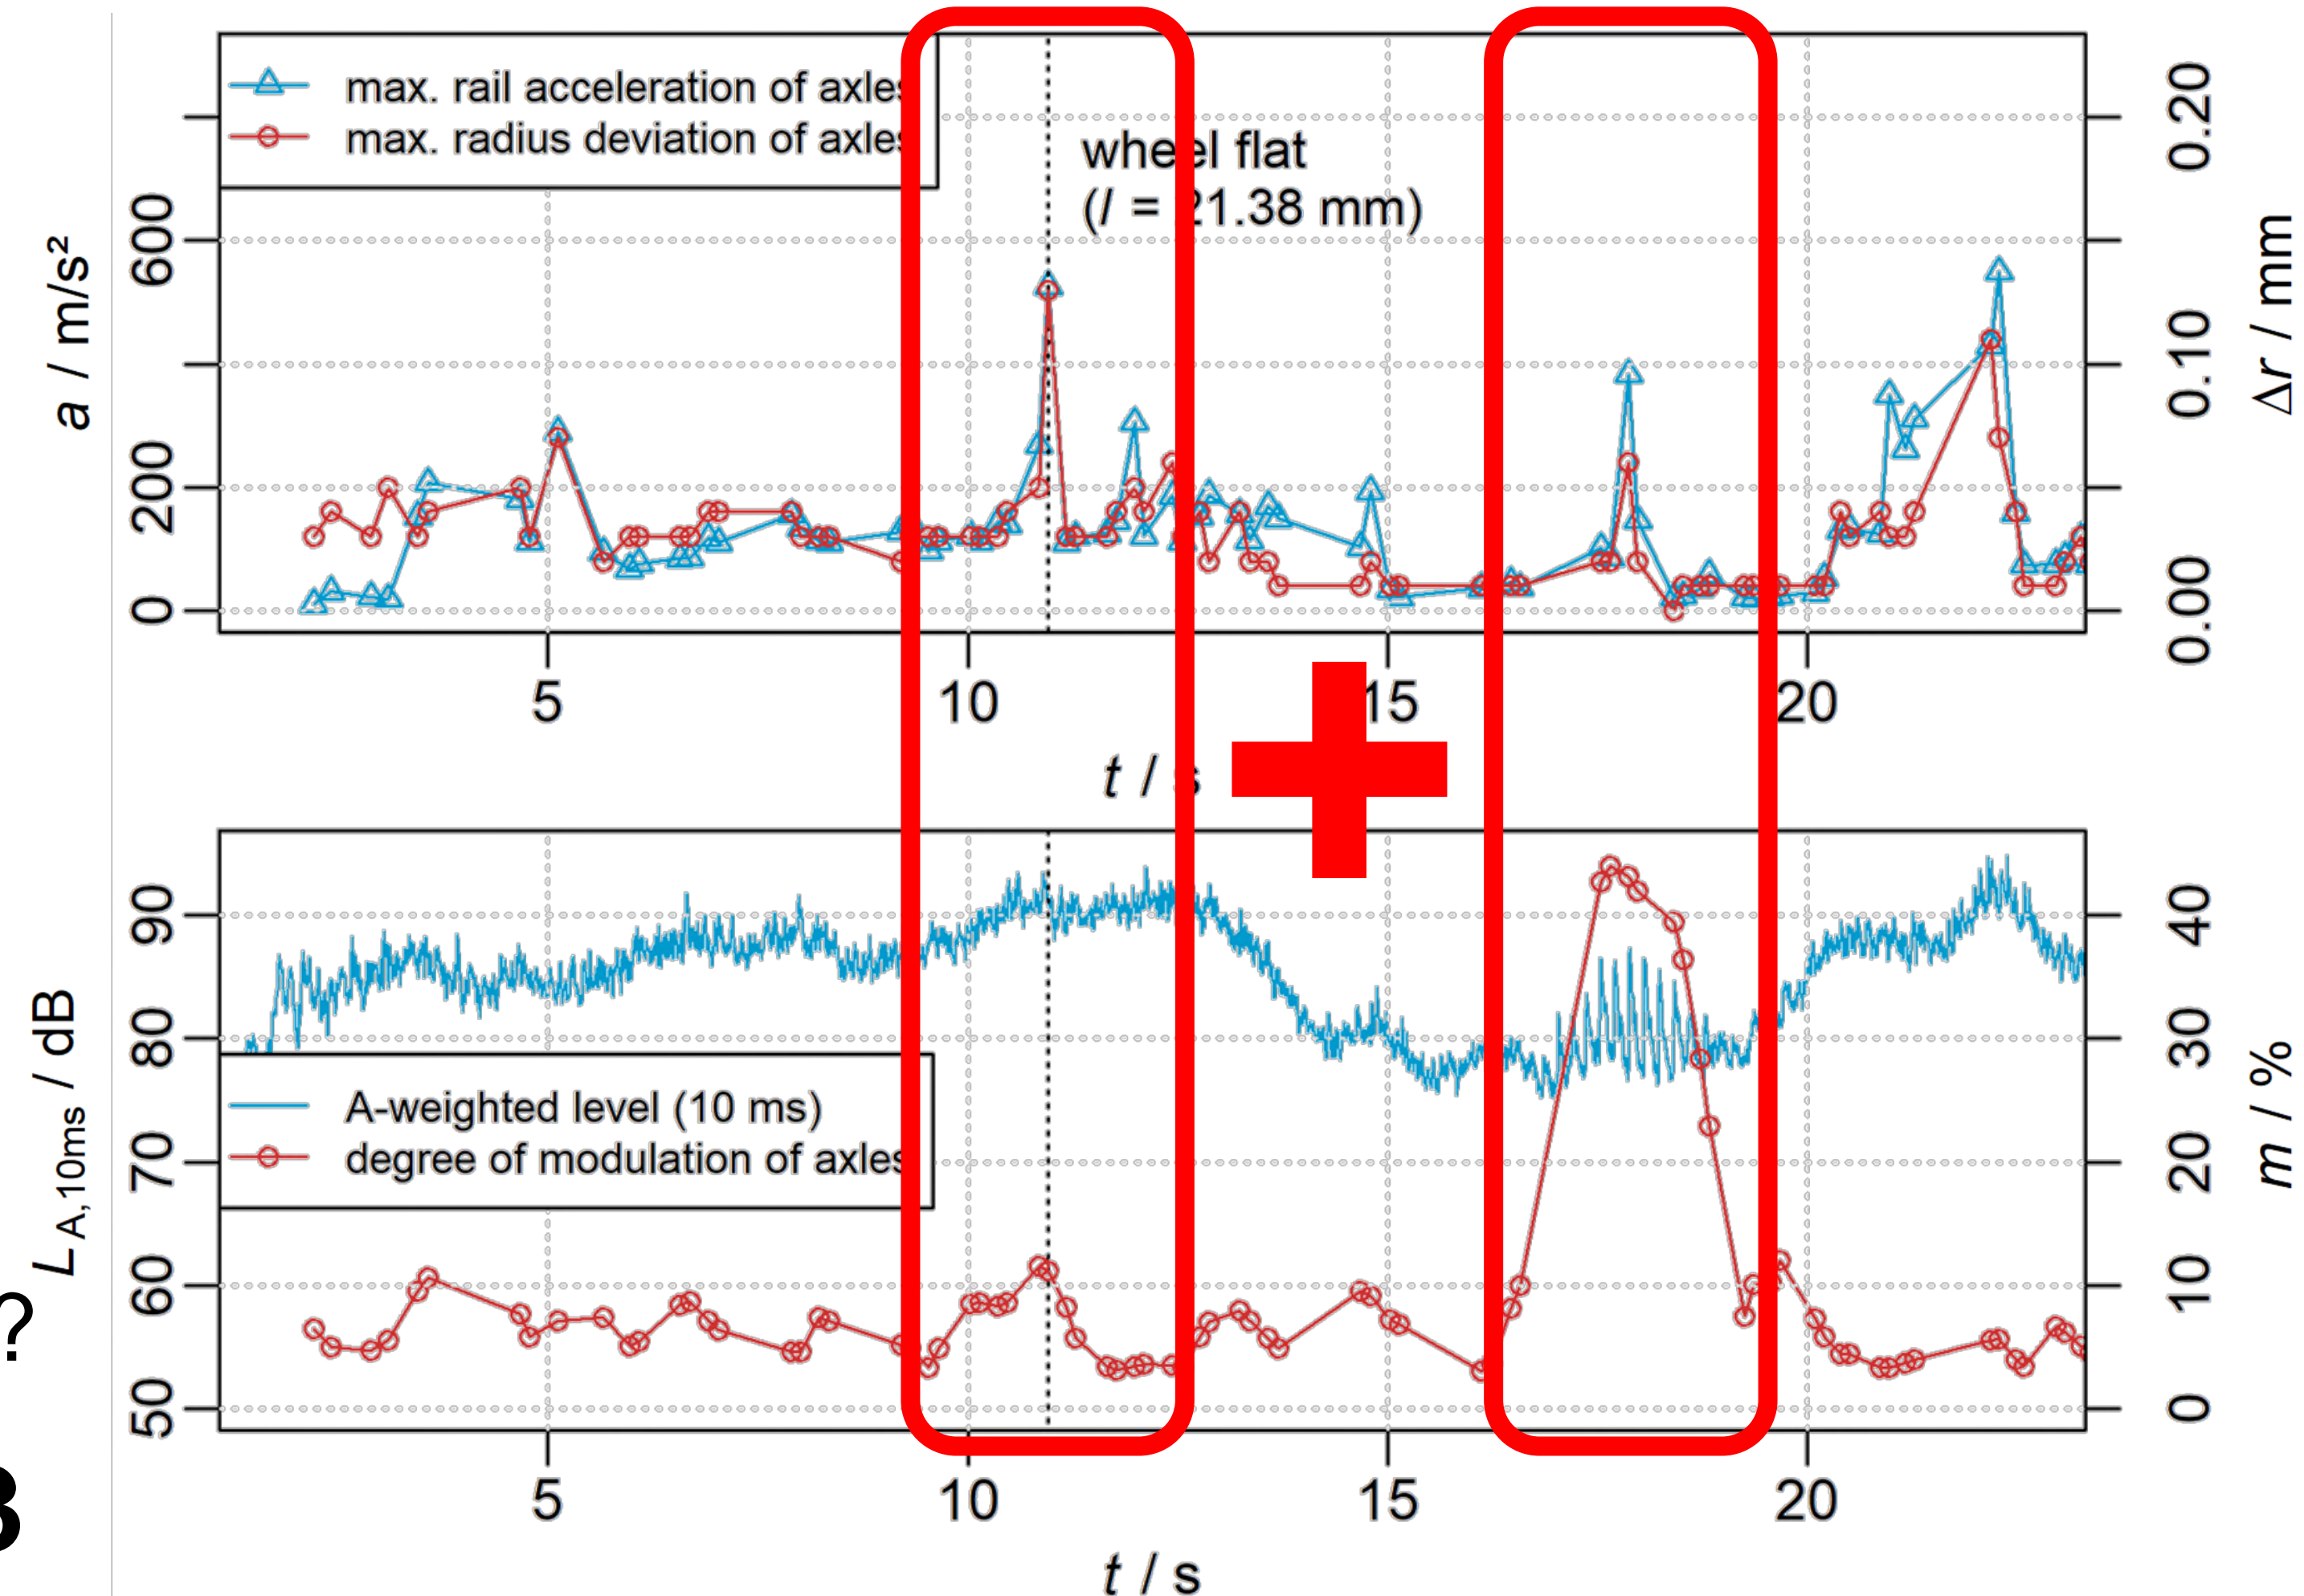 max. rail acceleration of axles
max. radius deviation of axles
wheel flat
(l = 21.38 mm)
a / m/s²
0
200
600
Δr / mm
0.00
0.10
0.20
5
10
15
20
t / s
A-weighted level (10 ms)
degree of modulation of axles
L A,10ms / dB
50
60
70
80
90
m / %
0
10
20
30
40
5
10
15
20
t / s
?